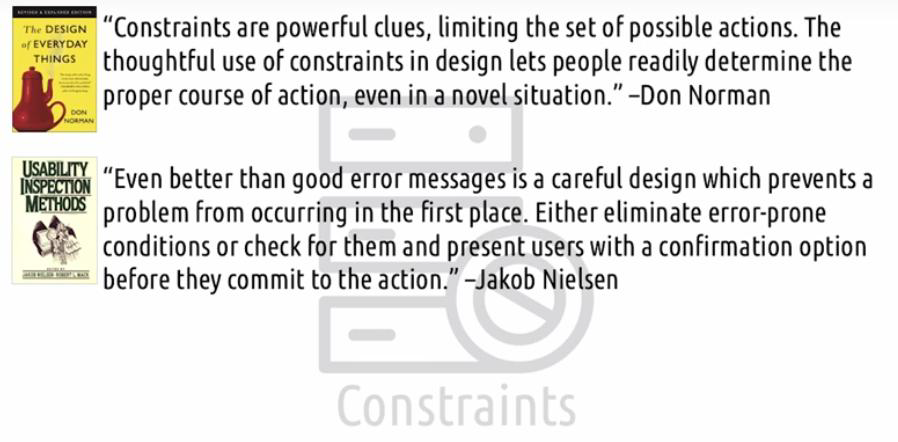 REVISED & EXPANDED EDITION
The DESIGN
of EVERYDAY
THINGS
DON
NORMAN
“Constraints are powerful clues, limiting the set of possible actions. The
thoughtful use of constraints in design lets people readily determine the
proper course of action, even in a novel situation.” –Don Norman
USABILITY
INSPECTION
METHODS
EDITED BY
JAKOB NIELSEN · ROBERT L. MACK
“Even better than good error messages is a careful design which prevents a
problem from occurring in the first place. Either eliminate error-prone
conditions or check for them and present users with a confirmation option
before they commit to the action.” –Jakob Nielsen
Constraints